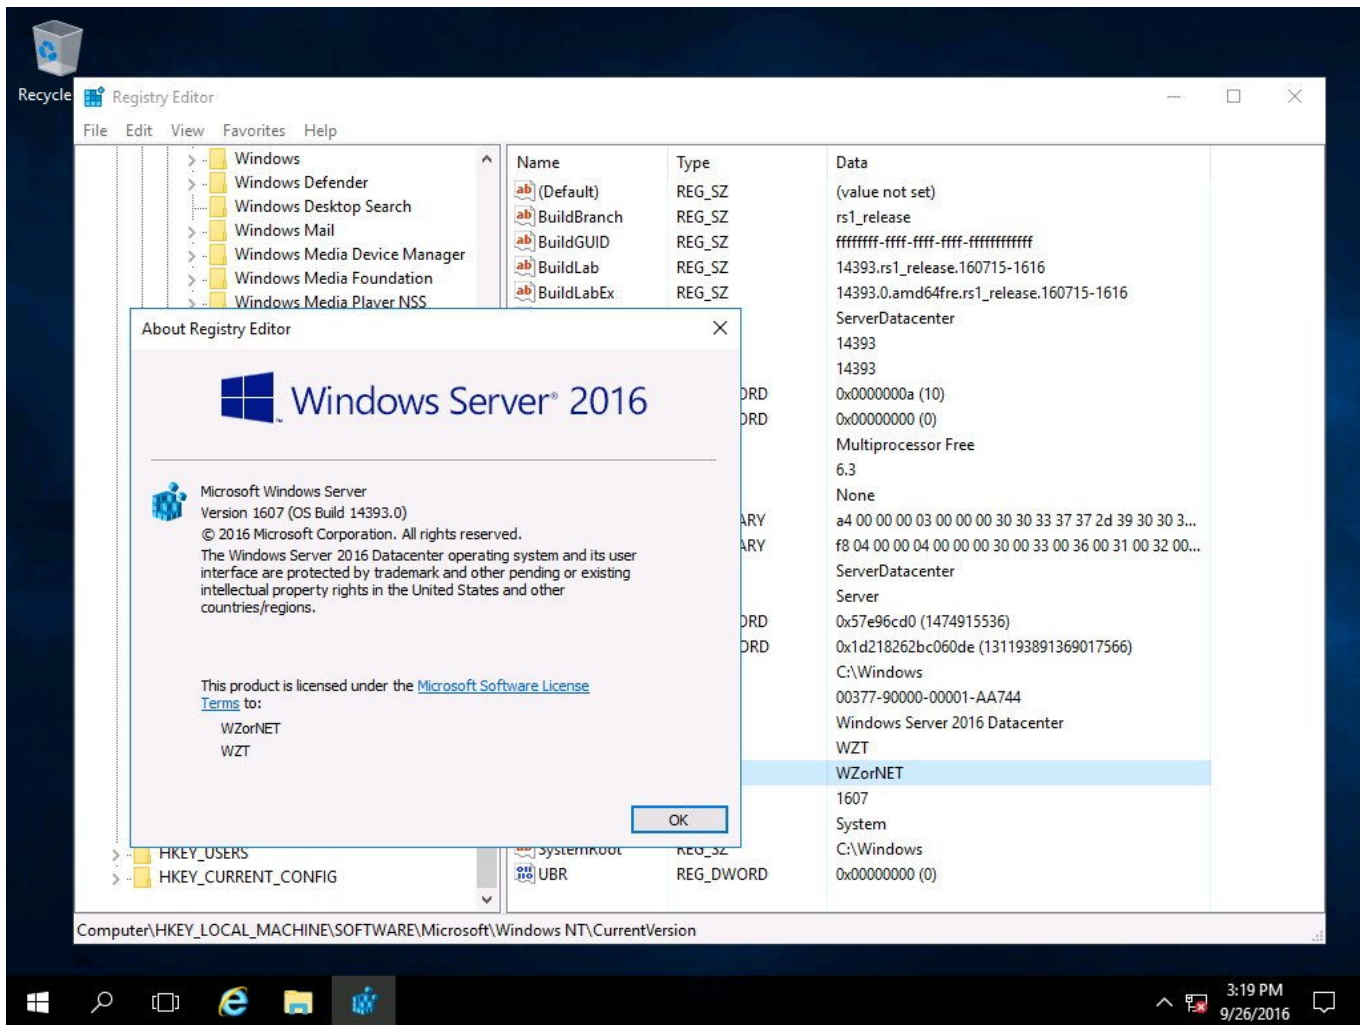 Recycle
Registry Editor
File Edit View Favorites Help
Windows
Windows Defender
Windows Desktop Search
Windows Mail
Windows Media Device Manager
Windows Media Foundation
Windows Media Player NSS
HKEY_USERS
HKEY_CURRENT_CONFIG
Name Type Data
(Default) REG_SZ (value not set)
BuildBranch REG_SZ rs1_release
BuildGUID REG_SZ ffffffff-ffff-ffff-ffff-ffffffffffff
BuildLab REG_SZ 14393.rs1_release.160715-1616
BuildLabEx REG_SZ 14393.0.amd64fre.rs1_release.160715-1616
ServerDatacenter
14393
14393
ORD 0x0000000a (10)
ORD 0x00000000 (0)
Multiprocessor Free
6.3
None
ARY a4 00 00 00 03 00 00 00 30 30 33 37 37 2d 39 30 30 3...
ARY f8 04 00 00 04 00 00 00 30 00 33 00 36 00 31 00 32 00...
ServerDatacenter
Server
ORD 0x57e96cd0 (1474915536)
ORD 0x1d218262bc060de (131193891369017566)
C:\Windows
00377-90000-00001-AA744
Windows Server 2016 Datacenter
WZT
WZorNET
1607
System
SystemRoot REG_SZ C:\Windows
UBR REG_DWORD 0x00000000 (0)
About Registry Editor
Windows Server® 2016
Microsoft Windows Server
Version 1607 (OS Build 14393.0)
© 2016 Microsoft Corporation. All rights reserved.
The Windows Server 2016 Datacenter operating system and its user
interface are protected by trademark and other pending or existing
intellectual property rights in the United States and other
countries/regions.
This product is licensed under the Microsoft Software License
Terms to:
WZorNET
WZT
OK
Computer\HKEY_LOCAL_MACHINE\SOFTWARE\Microsoft\Windows NT\CurrentVersion
3:19 PM
9/26/2016